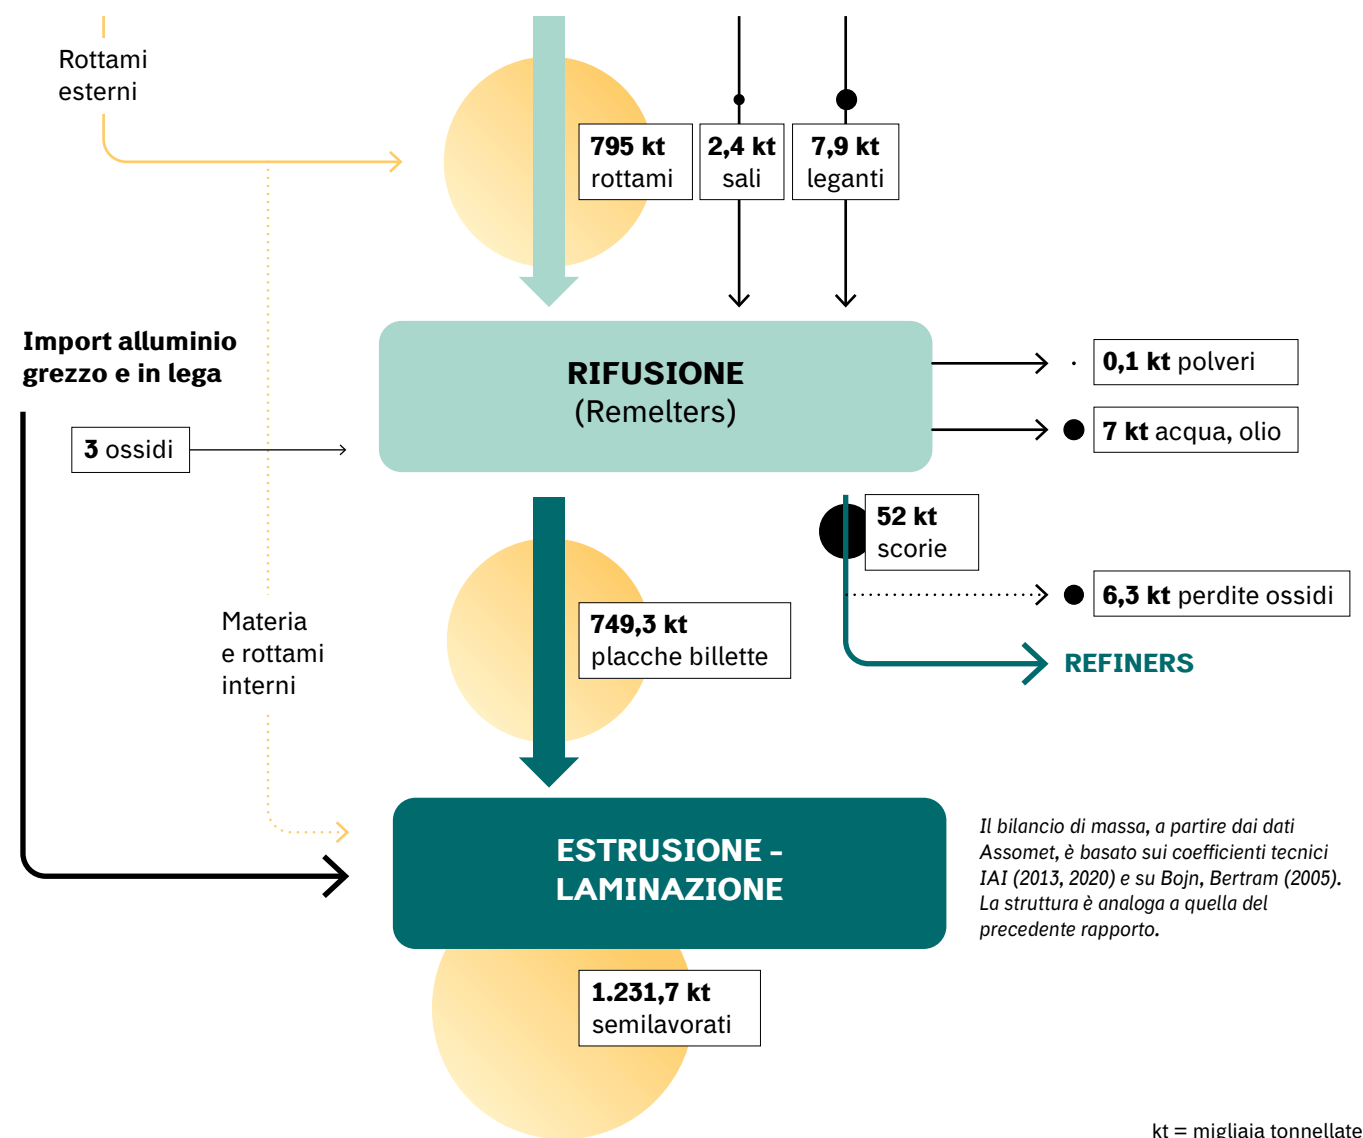 Rottami
esterni
795 kt
rottami
2,4 kt
sali
7,9 kt
leganti
Import alluminio
grezzo e in lega
RIFUSIONE
(Remelters)
0,1 kt polveri
7 kt acqua, olio
3 ossidi
52 kt
scorie
6,3 kt perdite ossidi
REFINERS
Materia
e rottami
interni
749,3 kt
placche billette
ESTRUSIONE -
LAMINAZIONE
Il bilancio di massa, a partire dai dati
Assomet, è basato sui coefficienti tecnici
IAI (2013, 2020) e su Bojn, Bertram (2005).
La struttura è analoga a quella del
precedente rapporto.
1.231,7 kt
semilavorati
kt = migliaia tonnellate